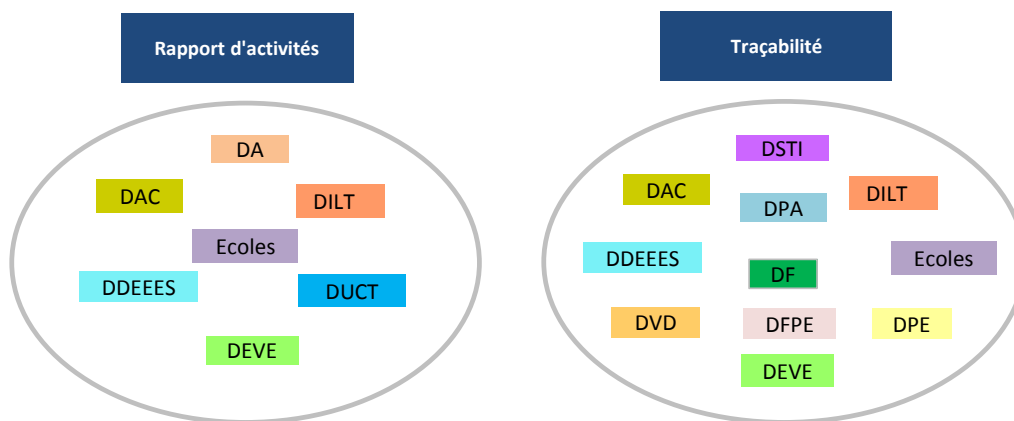 Rapport d'activités
DA
DAC
DILT
Ecoles
DDEEES
DUCT
DEVE
Traçabilité
DSTI
DAC
DPA
DILT
DDEEES
DF
Ecoles
DVD
DFPE
DPE
DEVE